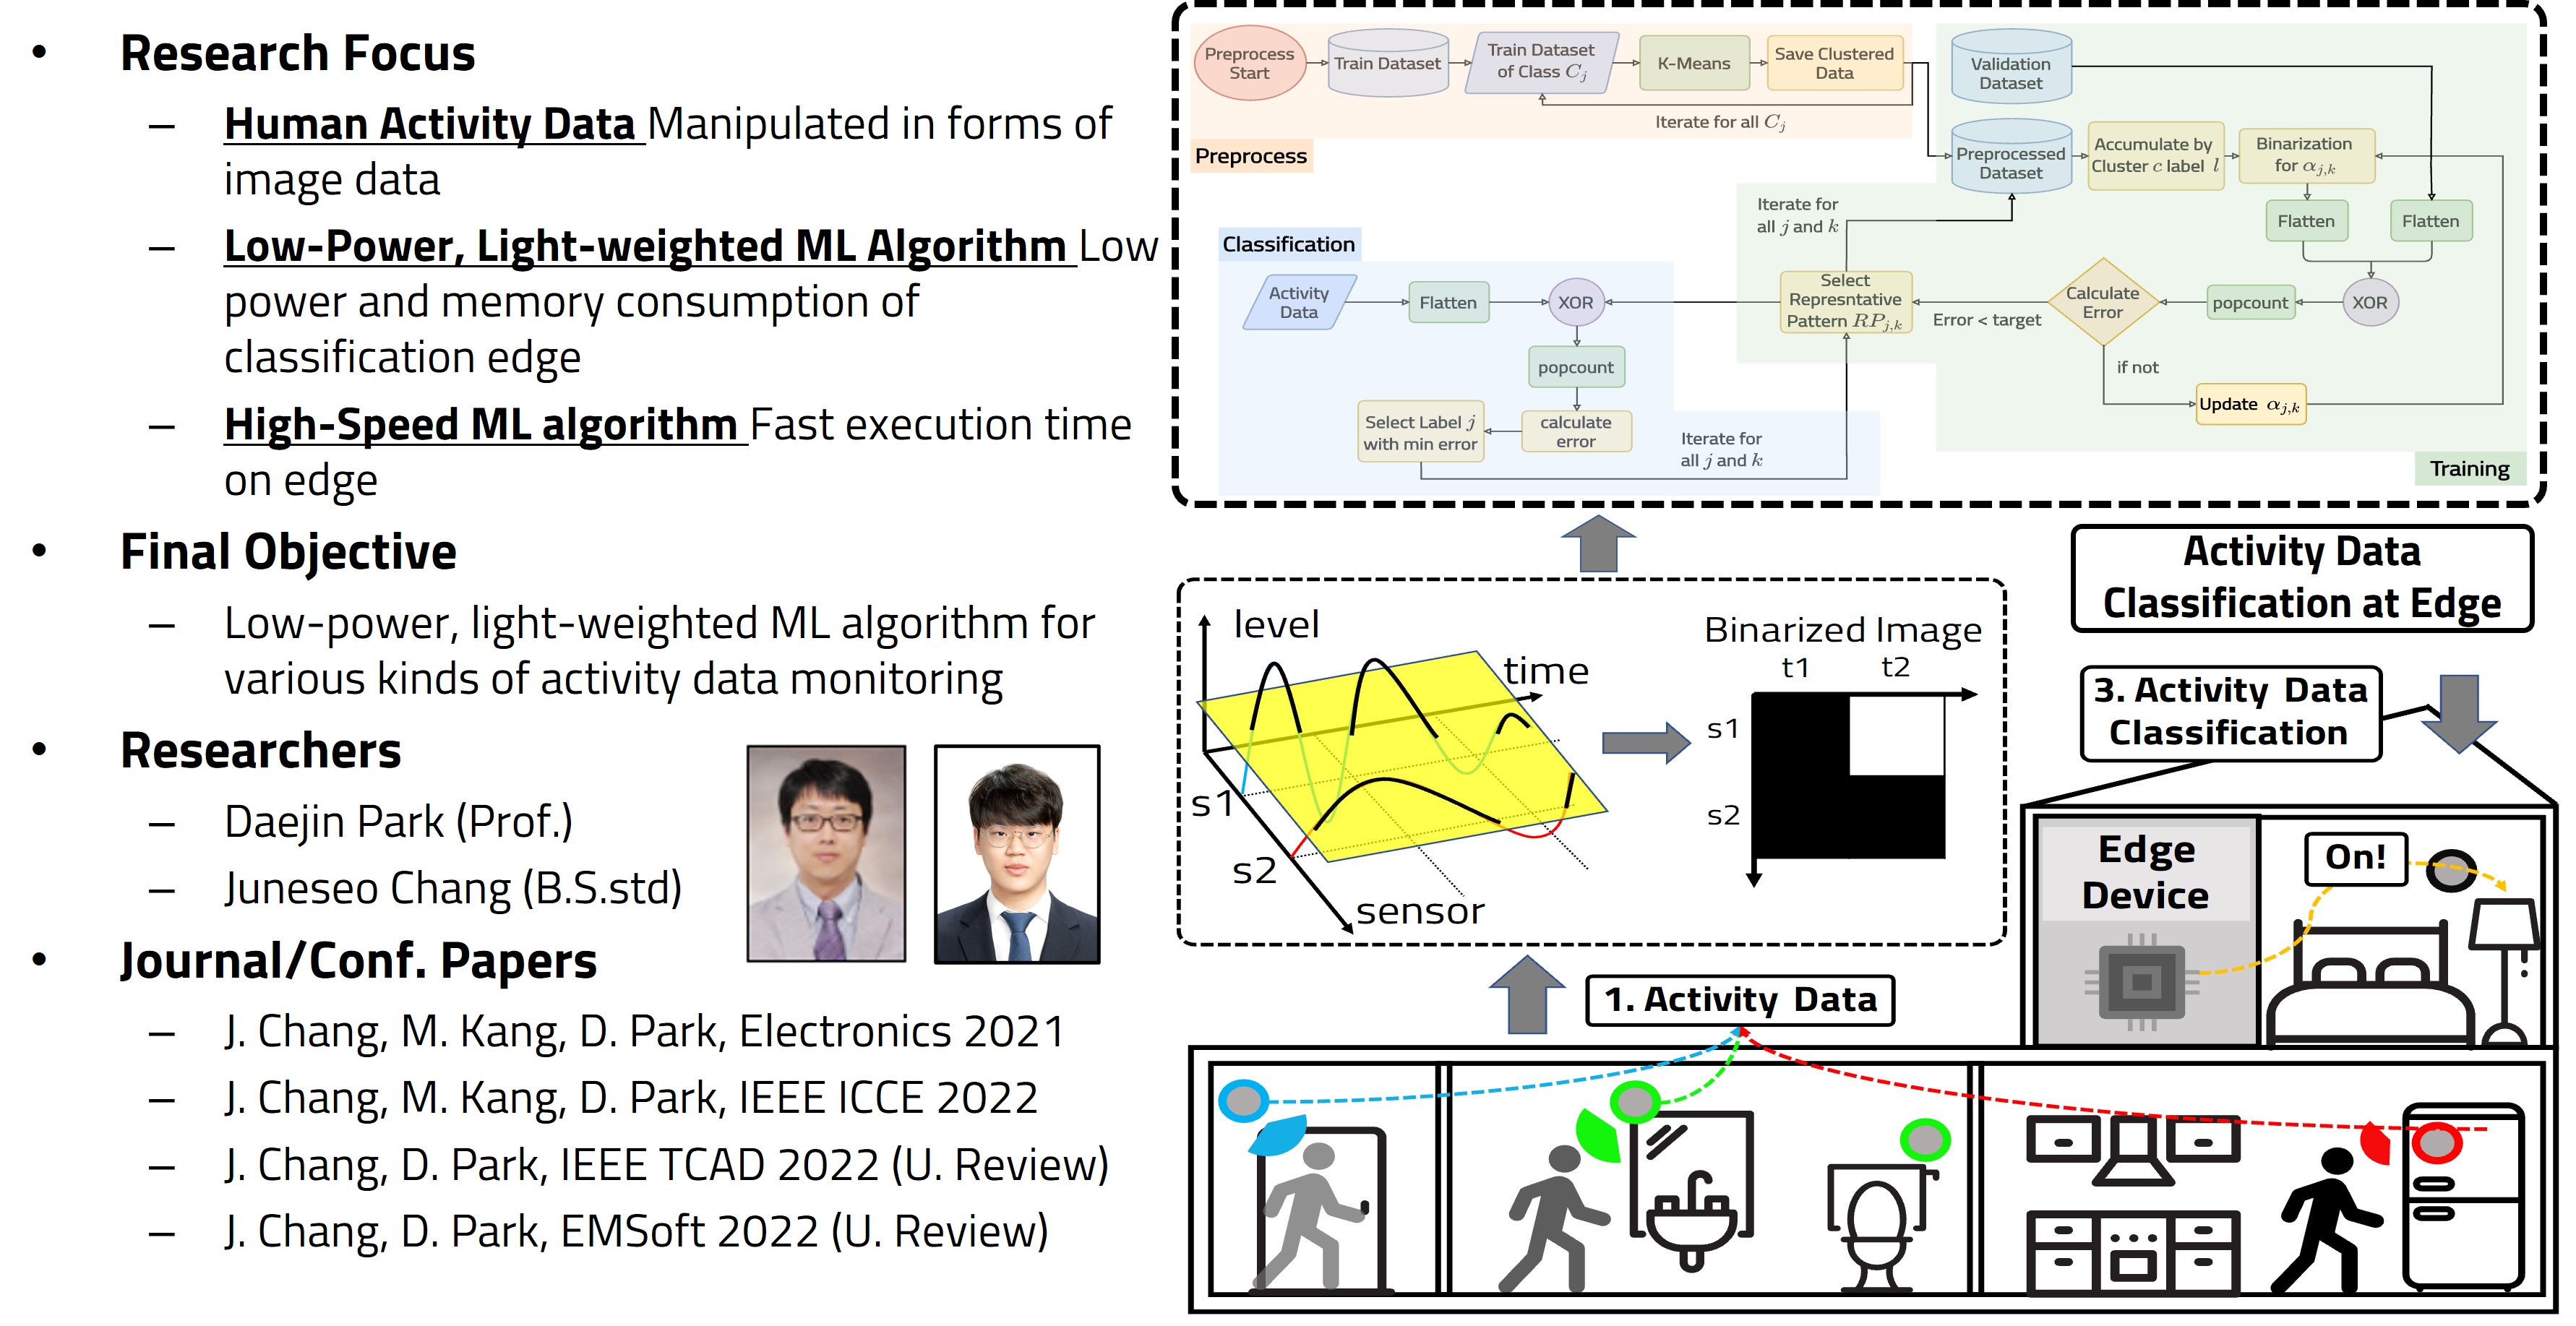 • Research Focus
– Human Activity Data Manipulated in forms of
image data
– Low-Power, Light-weighted ML Algorithm Low
power and memory consumption of
classification edge
– High-Speed ML algorithm Fast execution time
on edge
• Final Objective
– Low-power, light-weighted ML algorithm for
various kinds of activity data monitoring
• Researchers
– Daejin Park (Prof.)
– Juneseo Chang (B.S.std)
• Journal/Conf. Papers
– J. Chang, M. Kang, D. Park, Electronics 2021
– J. Chang, M. Kang, D. Park, IEEE ICCE 2022
– J. Chang, D. Park, IEEE TCAD 2022 (U. Review)
– J. Chang, D. Park, EMSoft 2022 (U. Review)
Preprocess
Start
Train Dataset
Train Dataset
of Class C_j
K-Means
Save Clustered
Data
Iterate for all C_j
Preprocess
Validation
Dataset
Preprocessed
Dataset
Accumulate by
Cluster c label l
Binarization
for α_{j,k}
Flatten
Flatten
XOR
popcount
Calculate
Error
Error < target
if not
Update α_{j,k}
Training
Iterate for
all j and k
Select
Represntative
Pattern RP_{j,k}
Classification
Activity
Data
Flatten
XOR
popcount
calculate
error
Select Label j
with min error
Iterate for
all j and k
level
time
s1
s2
sensor
Binarized Image
t1 t2
s1
s2
Activity Data
Classification at Edge
3. Activity Data
Classification
Edge
Device
On!
1. Activity Data